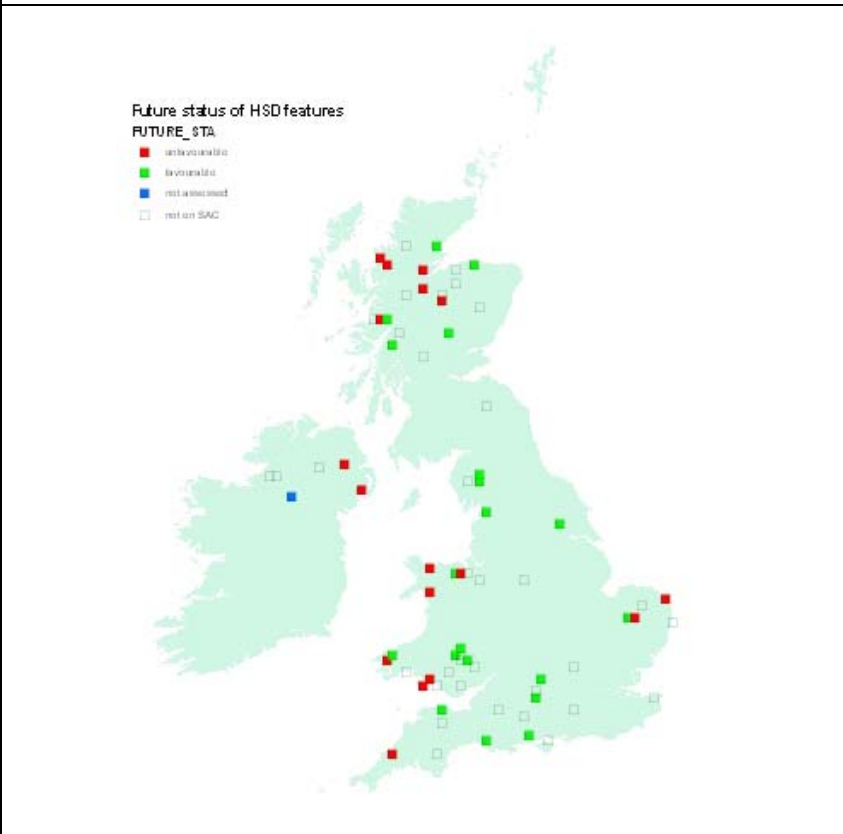 Future status of HSD features
FUTURE_STA
unfavourable
favourable
not assessed
not on SAC